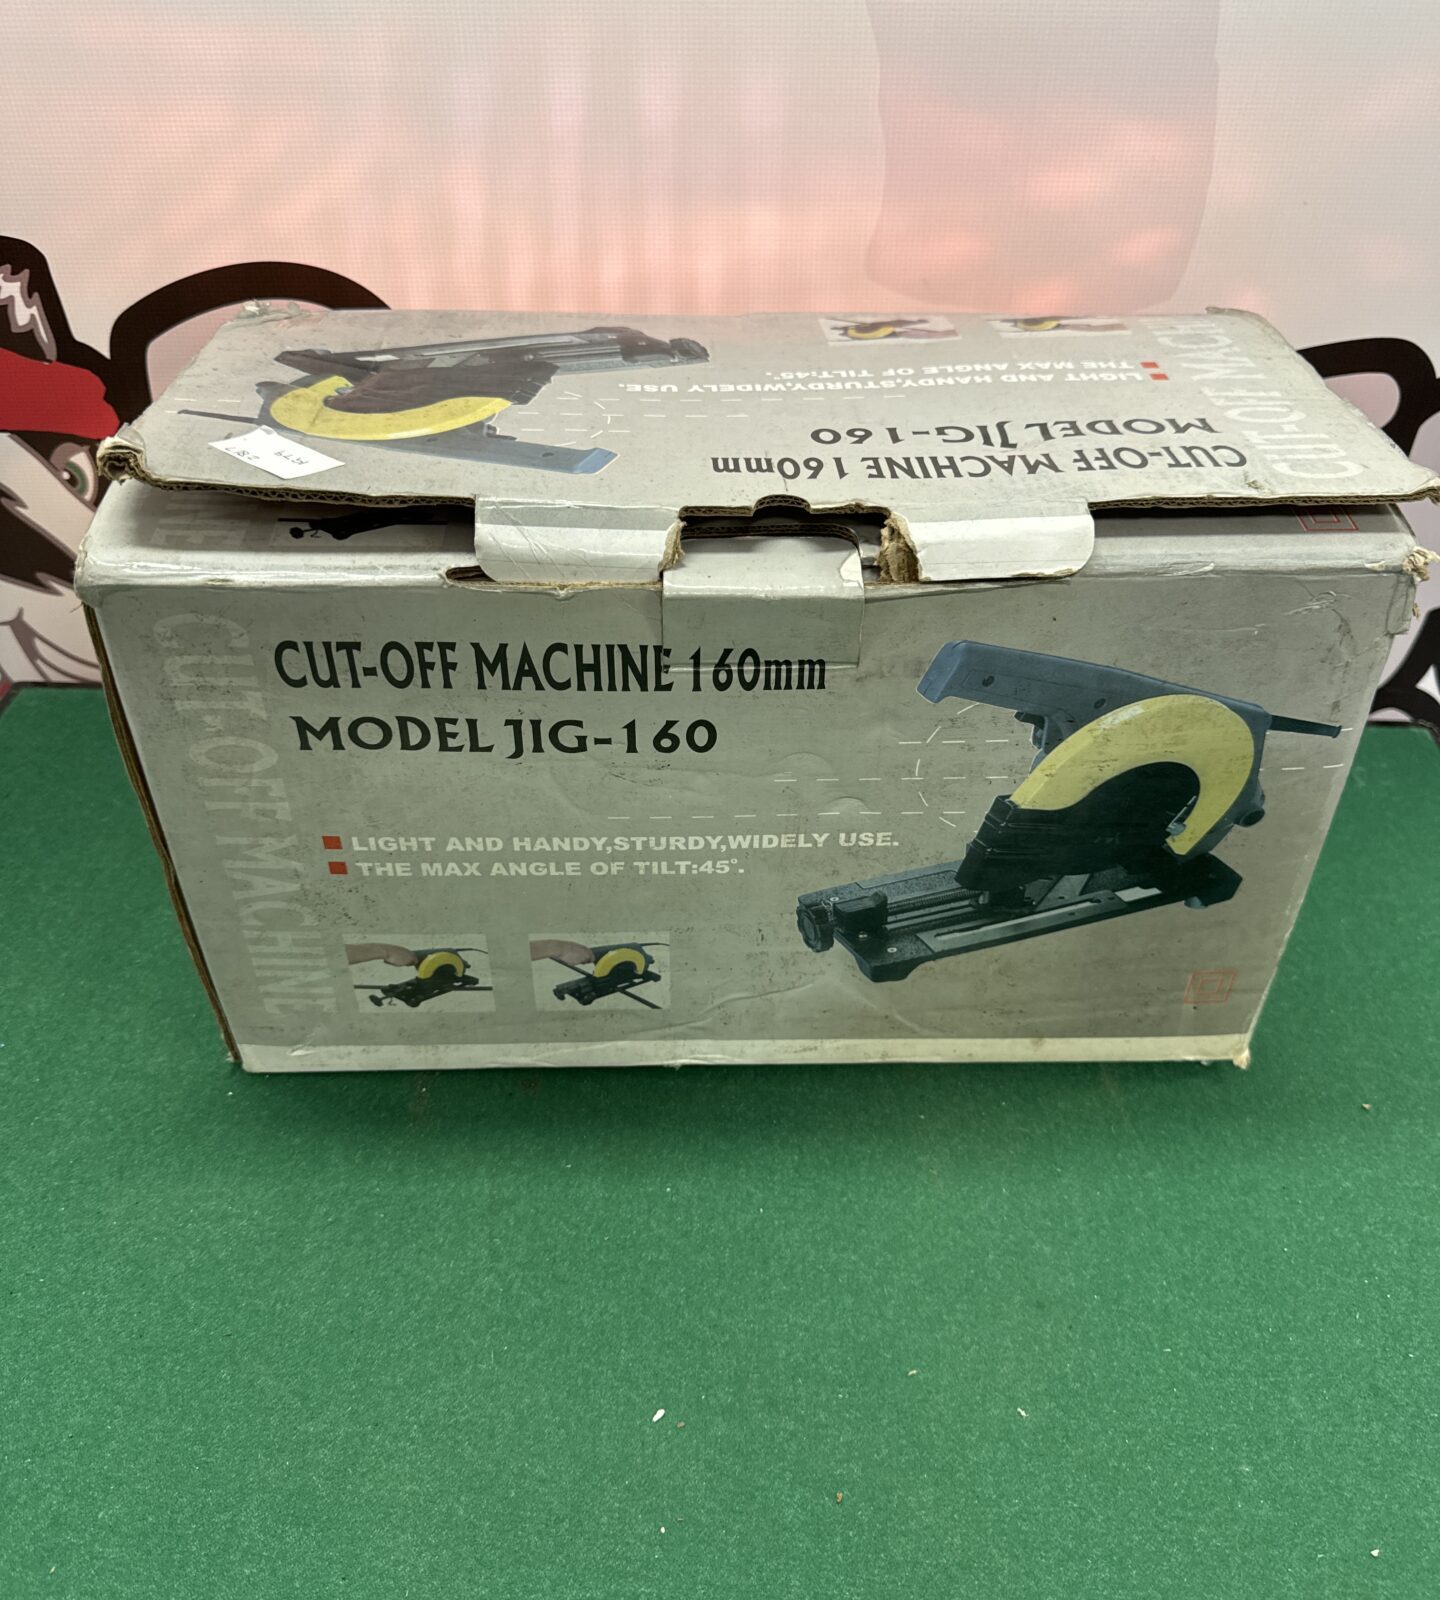 THE MAX ANGLE OF TILT:45°.
LIGHT AND HANDY,STURDY,WIDELY USE.
MODEL JIG-160
CUT-OFF MACHINE 160mm
CUT-OFF MACH
R79
287
CUT-OFF MACHINE 160mm
MODEL JIG-160
LIGHT AND HANDY,STURDY,WIDELY USE.
THE MAX ANGLE OF TILT:45°.
CUT-OFF MACHINE